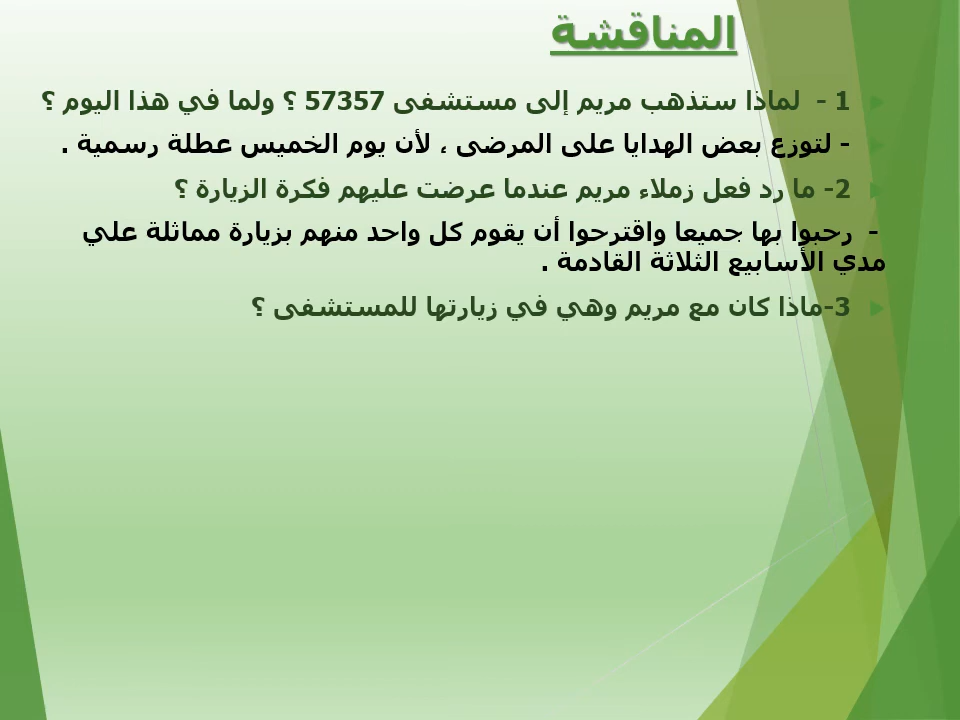 المناقشة
1 - لماذا ستذهب مريم إلى مستشفى 57357 ؟ ولما في هذا اليوم ؟
- لتوزع بعض الهدايا على المرضى ، لأن يوم الخميس عطلة رسمية .
2- ما رد فعل زملاء مريم عندما عرضت عليهم فكرة الزيارة ؟
- رحبوا بها جميعا واقترحوا أن يقوم كل واحد منهم بزيارة مماثلة علي
مدي الأسابيع الثلاثة القادمة .
3-ماذا كان مع مريم وهي في زيارتها للمستشفى ؟